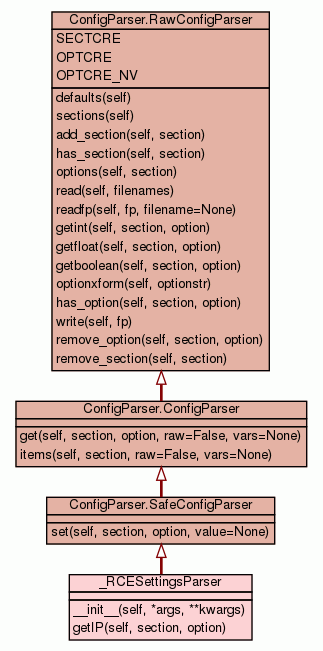 ConfigParser.RawConfigParser
SECTCRE
OPTCRE
OPTCRE_NV
defaults(self)
sections(self)
add_section(self, section)
has_section(self, section)
options(self, section)
read(self, filenames)
readfp(self, fp, filename=None)
getint(self, section, option)
getfloat(self, section, option)
getboolean(self, section, option)
optionxform(self, optionstr)
has_option(self, section, option)
write(self, fp)
remove_option(self, section, option)
remove_section(self, section)
ConfigParser.ConfigParser
get(self, section, option, raw=False, vars=None)
items(self, section, raw=False, vars=None)
ConfigParser.SafeConfigParser
set(self, section, option, value=None)
_RCESettingsParser
__init__(self, *args, **kwargs)
getIP(self, section, option)